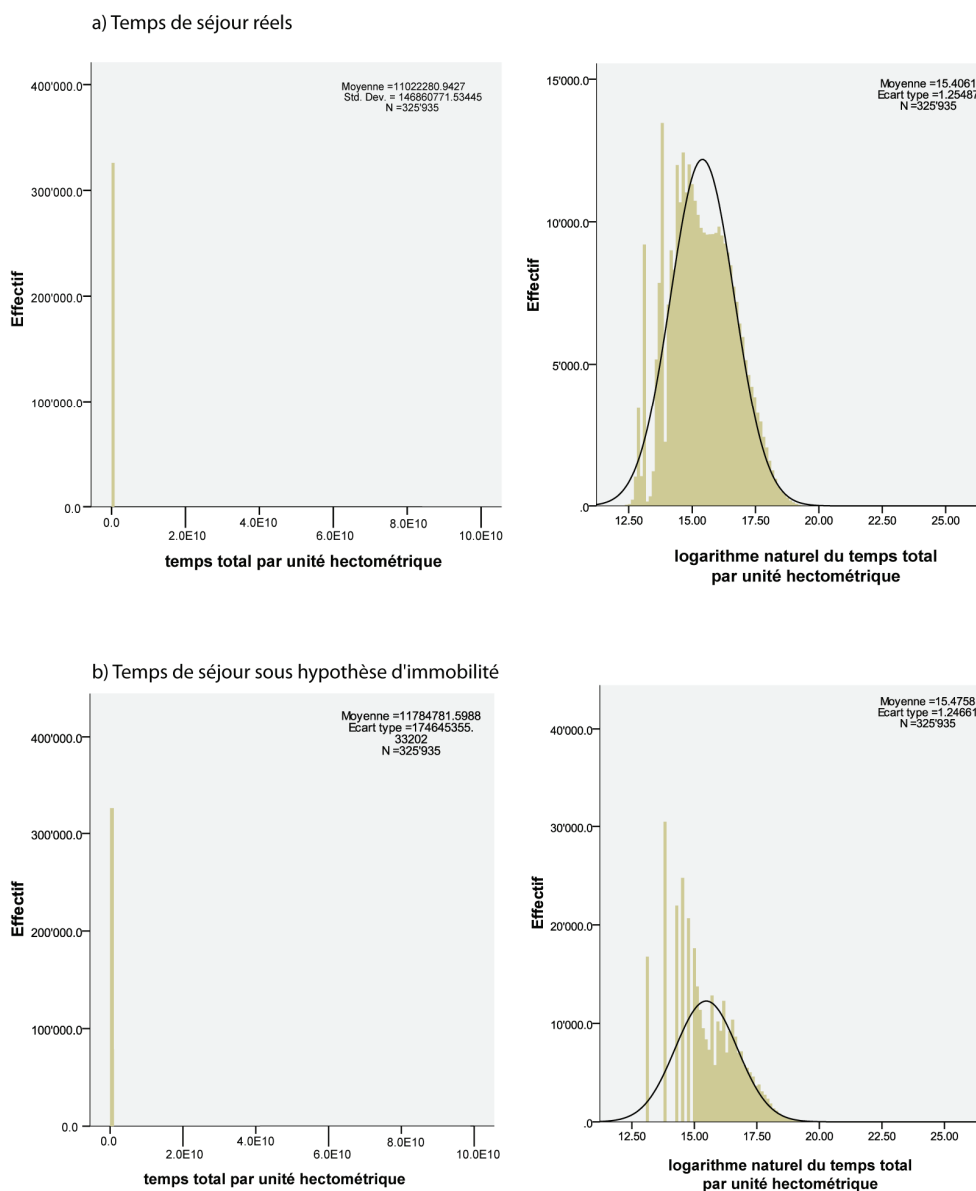 a) Temps de séjour réels
400'000.0
300'000.0
200'000.0
100'000.0
0.0
Effectif
Moyenne =11022280.9427
Std. Dev. = 146860771.53445
N =325'935
0.0
2.0E10
4.0E10
6.0E10
8.0E10
10.0E10
temps total par unité hectométrique
15'000.0
10'000.0
5'000.0
.0
Effectif
Moyenne =15.4061
Ecart type =1.25487
N =325'935
12.50
15.00
17.50
20.00
22.50
25.00
logarithme naturel du temps total
par unité hectométrique
b) Temps de séjour sous hypothèse d'immobilité
400'000.0
300'000.0
200'000.0
100'000.0
0.0
Effectif
Moyenne =11784781.5988
Ecart type =174645355.
33202
N =325'935
0.0
2.0E10
4.0E10
6.0E10
8.0E10
10.0E10
temps total par unité hectométrique
40'000.0
30'000.0
20'000.0
10'000.0
.0
Effectif
Moyenne =15.4758
Ecart type =1.24661
N =325'935
12.50
15.00
17.50
20.00
22.50
25.00
logarithme naturel du temps total
par unité hectométrique